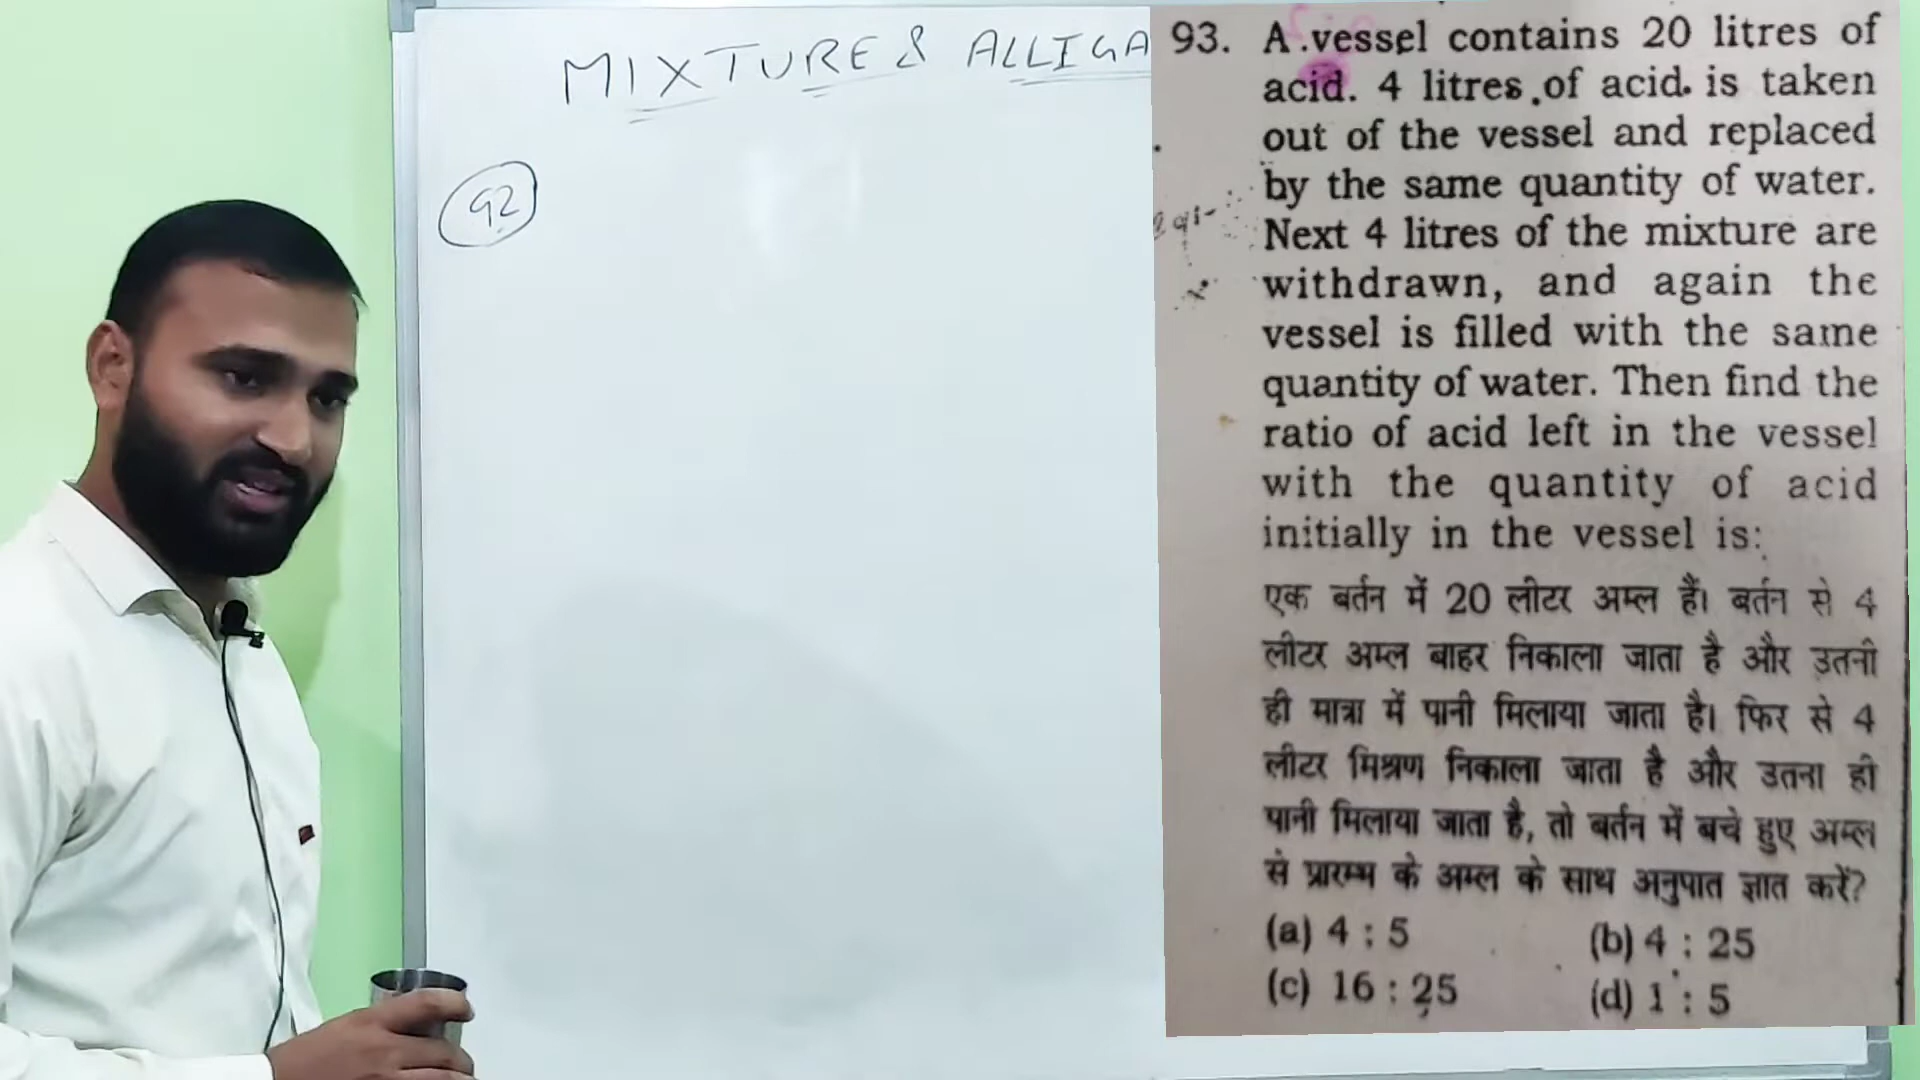 MIXTURE & ALLIGA
92
93. A vessel contains 20 litres of
acid. 4 litres of acid is taken
out of the vessel and replaced
by the same quantity of water.
Next 4 litres of the mixture are
withdrawn, and again the
vessel is filled with the same
quantity of water. Then find the
ratio of acid left in the vessel
with the quantity of acid
initially in the vessel is:
एक बर्तन में 20 लीटर अम्ल हैं। बर्तन से 4
लीटर अम्ल बाहर निकाला जाता है और उतनी
ही मात्रा में पानी मिलाया जाता है। फिर से 4
लीटर मिश्रण निकाला जाता है और उतना ही
पानी मिलाया जाता है, तो बर्तन में बचे हुए अम्ल
से प्रारम्भ के अम्ल के साथ अनुपात ज्ञात करें?
(a) 4 : 5 (b) 4 : 25
(c) 16 : 25 (d) 1 : 5